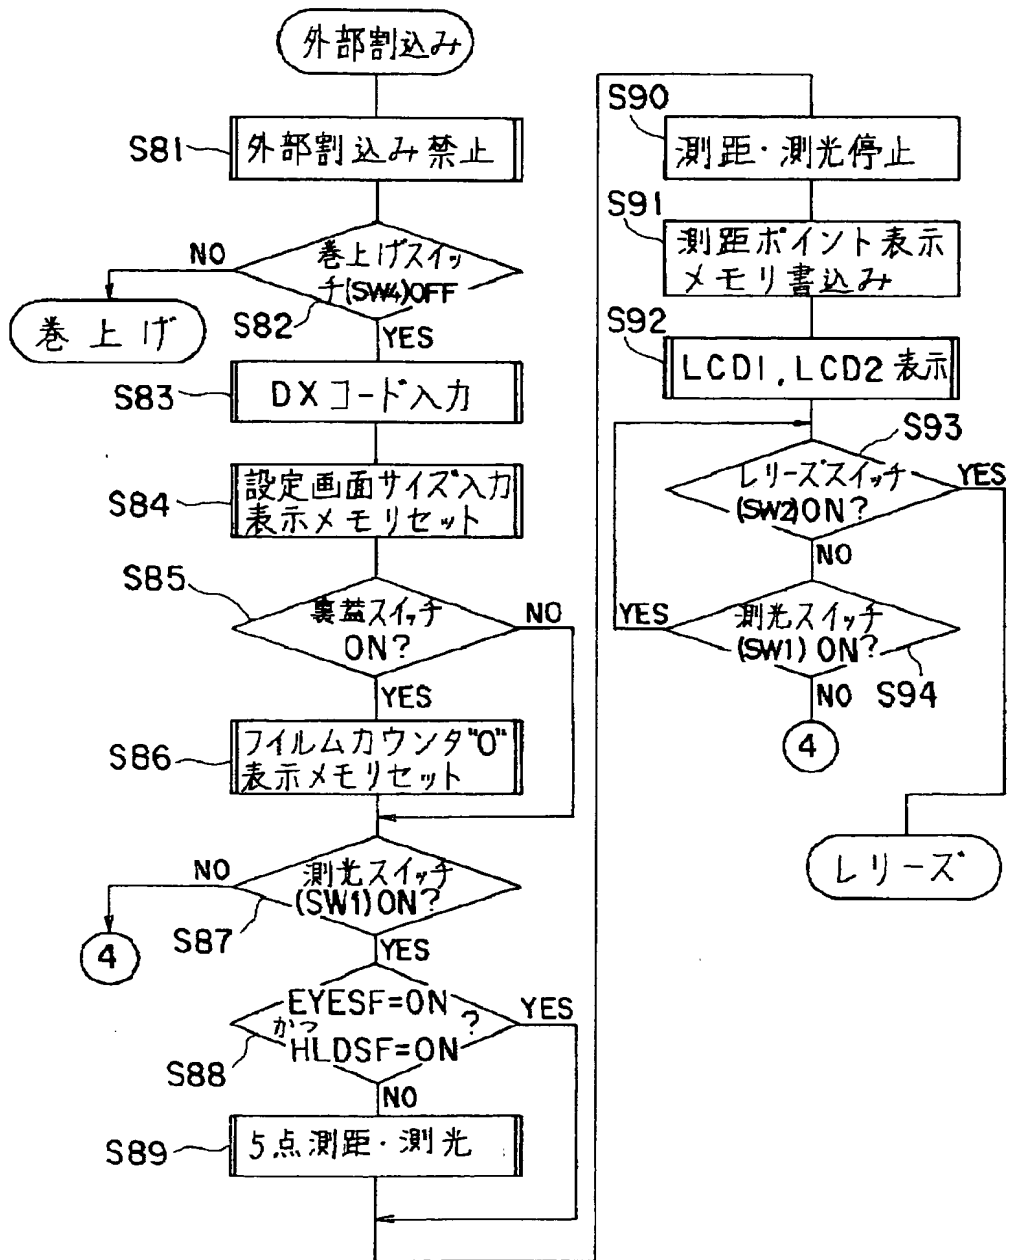 外部割込み
S81
外部割込み禁止
NO
巻上げスイッ
チ(SW4)OFF
巻上げ
S82
YES
S83
DXコード入力
S84
設定画面サイズ入力
表示メモリセット
S85
裏蓋スイッチ
ON?
NO
YES
S86
フイルムカウンタ"0"
表示メモリセット
NO
測光スイッチ
(SW1)ON?
4
S87
YES
EYESF=ON
かつ
HLDSF=ON
?
YES
S88
NO
S89
5点測距・測光
S90
測距・測光停止
S91
測距ポイント表示
メモリ書込み
S92
LCD1,LCD2表示
S93
レリーズスイッチ
(SW2)ON?
YES
NO
YES
測光スイッチ
(SW1)ON?
NO
S94
4
レリーズ